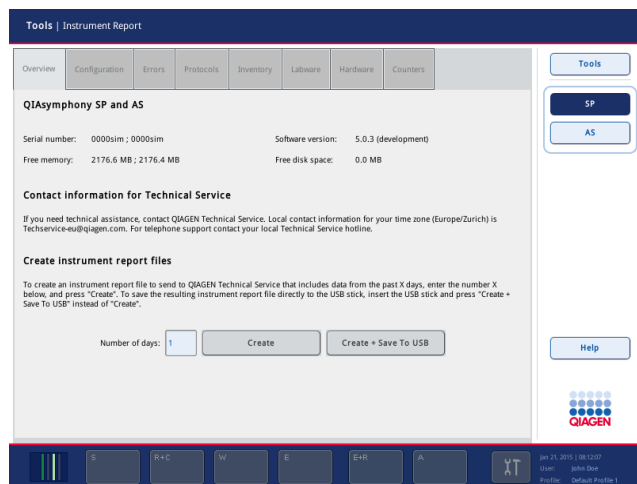 Tools | Instrument Report
Overview
Configuration
Errors
Protocols
Inventory
Labware
Hardware
Counters
Tools
SP
AS
QIAsymphony SP and AS
Serial number: 0000sim ; 0000sim
Software version: 5.0.3 (development)
Free memory: 2176.6 MB ; 2176.4 MB
Free disk space: 0.0 MB
Contact information for Technical Service
If you need technical assistance, contact QIAGEN Technical Service. Local contact information for your time zone (Europe/Zurich) is
Techservice-eu@qiagen.com. For telephone support contact your local Technical Service hotline.
Create instrument report files
To create an instrument report file to send to QIAGEN Technical Service that includes data from the past X days, enter the number X
below, and press "Create". To save the resulting instrument report file directly to the USB stick, insert the USB stick and press "Create +
Save To USB" instead of "Create".
Number of days: 1
Create
Create + Save To USB
Help
QIAGEN
S
R+C
W
E
E+R
A
Jan 21, 2015 | 08:12:07
User: John Doe
Profile: Default Profile 1